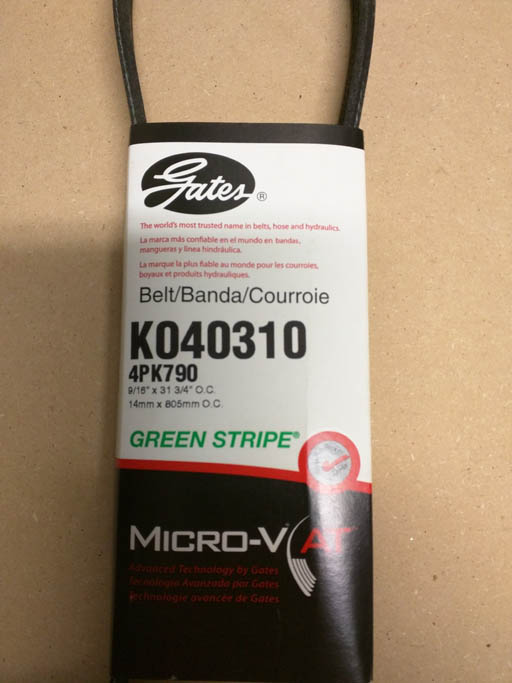 Gates®
The world's most trusted name in belts, hose and hydraulics.
La marca más confiable en el mundo en bandas,
mangueras y línea hindráulica.
La marque la plus fiable au monde pour les courroies,
boyaux et produits hydrauliques.
Belt/Banda/Courroie
K040310
4PK790
9/16" x 31 3/4" O.C.
14mm x 805mm O.C.
GREEN STRIPE®
MICRO-V® AT
Advanced Technology by Gates
Tecnología Avanzada por Gates
Technologie avancée de Gates